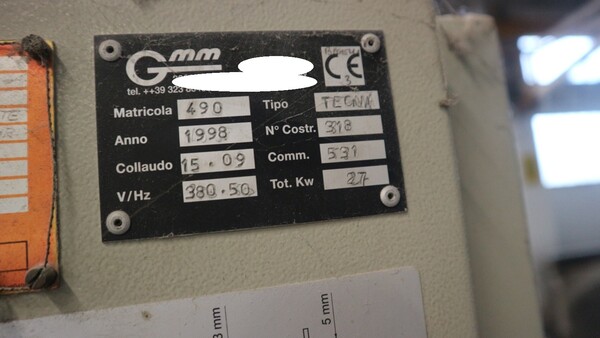 Gmm
CE
tel. ++39 323 8
Matricola 490 Tipo TECNA
Anno 1998 N° Costr. 318
Collaudo 15.09 Comm. 531
V/Hz 380.50 Tot. Kw 27
3 mm
5 mm